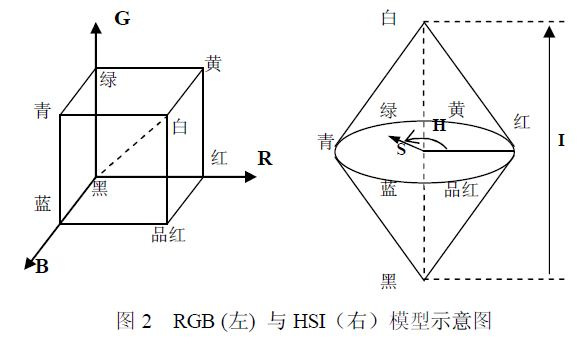 G
绿
黄
青
白
红
R
黑
蓝
品红
B
白
绿
黄
红
H
青
S
I
蓝
品红
黑
图 2 RGB (左) 与 HSI（右）模型示意图